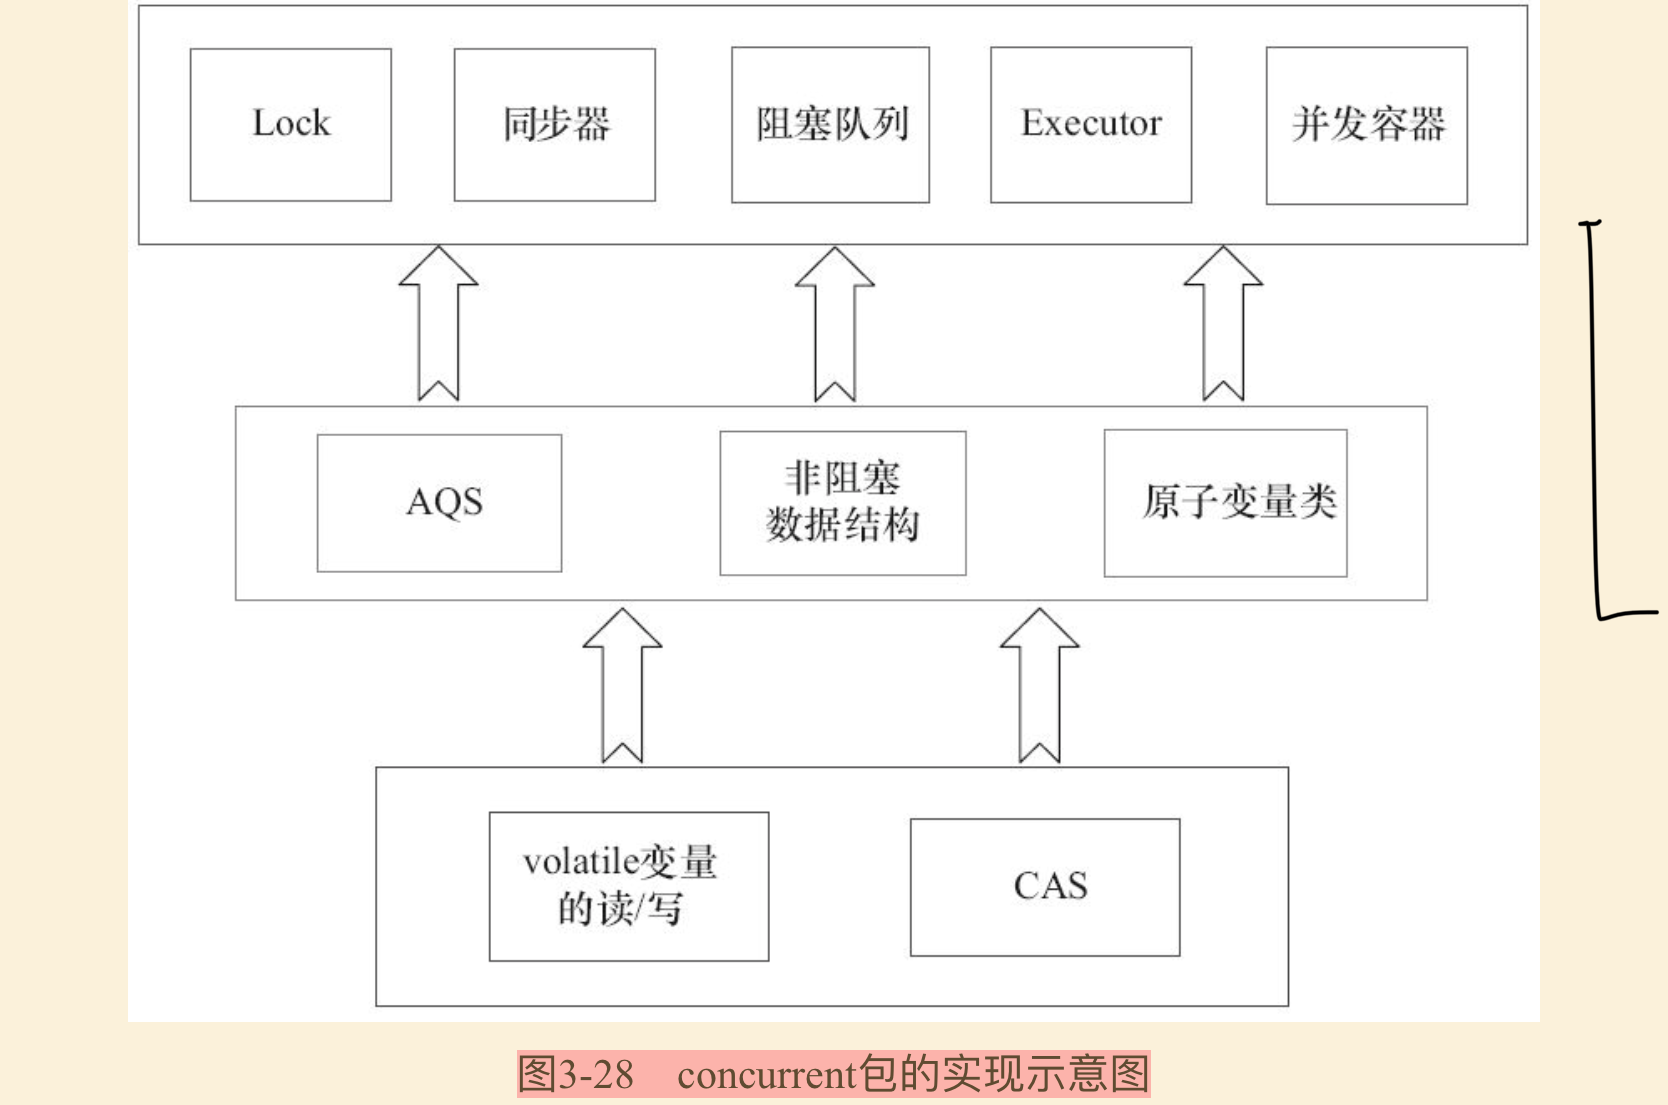 Lock
同步器
阻塞队列
Executor
并发容器
AQS
非阻塞
数据结构
原子变量类
volatile变量
的读/写
CAS
图3-28 concurrent包的实现示意图